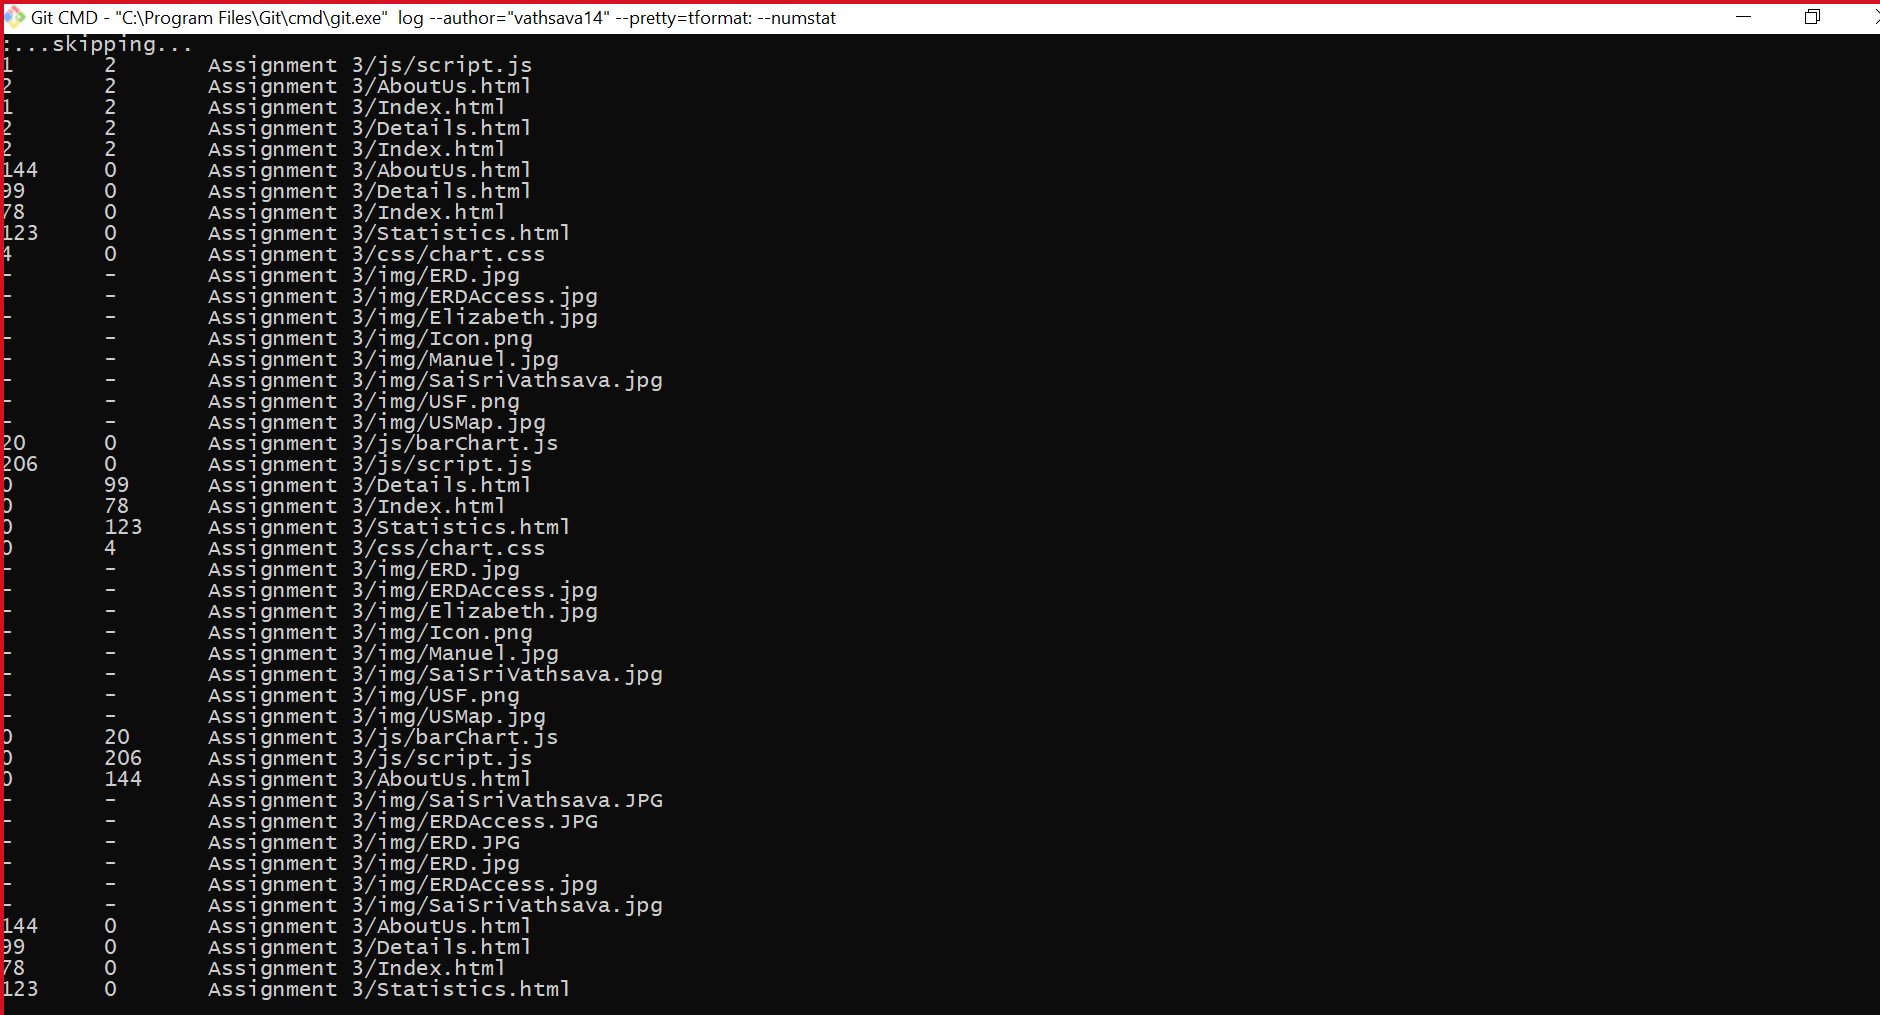 Git CMD - "C:\Program Files\Git\cmd\git.exe"  log --author="vathsava14" --pretty=tformat: --numstat
:...skipping...
1       2       Assignment 3/js/script.js
2       2       Assignment 3/AboutUs.html
1       2       Assignment 3/Index.html
2       2       Assignment 3/Details.html
2       2       Assignment 3/Index.html
144     0       Assignment 3/AboutUs.html
99      0       Assignment 3/Details.html
78      0       Assignment 3/Index.html
123     0       Assignment 3/Statistics.html
4       0       Assignment 3/css/chart.css
-       -       Assignment 3/img/ERD.jpg
-       -       Assignment 3/img/ERDAccess.jpg
-       -       Assignment 3/img/Elizabeth.jpg
-       -       Assignment 3/img/Icon.png
-       -       Assignment 3/img/Manuel.jpg
-       -       Assignment 3/img/SaiSriVathsava.jpg
-       -       Assignment 3/img/USF.png
-       -       Assignment 3/img/USMap.jpg
20      0       Assignment 3/js/barChart.js
206     0       Assignment 3/js/script.js
0       99      Assignment 3/Details.html
0       78      Assignment 3/Index.html
0       123     Assignment 3/Statistics.html
0       4       Assignment 3/css/chart.css
-       -       Assignment 3/img/ERD.jpg
-       -       Assignment 3/img/ERDAccess.jpg
-       -       Assignment 3/img/Elizabeth.jpg
-       -       Assignment 3/img/Icon.png
-       -       Assignment 3/img/Manuel.jpg
-       -       Assignment 3/img/SaiSriVathsava.jpg
-       -       Assignment 3/img/USF.png
-       -       Assignment 3/img/USMap.jpg
0       20      Assignment 3/js/barChart.js
0       206     Assignment 3/js/script.js
0       144     Assignment 3/AboutUs.html
-       -       Assignment 3/img/SaiSriVathsava.JPG
-       -       Assignment 3/img/ERDAccess.JPG
-       -       Assignment 3/img/ERD.JPG
-       -       Assignment 3/img/ERD.jpg
-       -       Assignment 3/img/ERDAccess.jpg
-       -       Assignment 3/img/SaiSriVathsava.jpg
144     0       Assignment 3/AboutUs.html
99      0       Assignment 3/Details.html
78      0       Assignment 3/Index.html
123     0       Assignment 3/Statistics.html